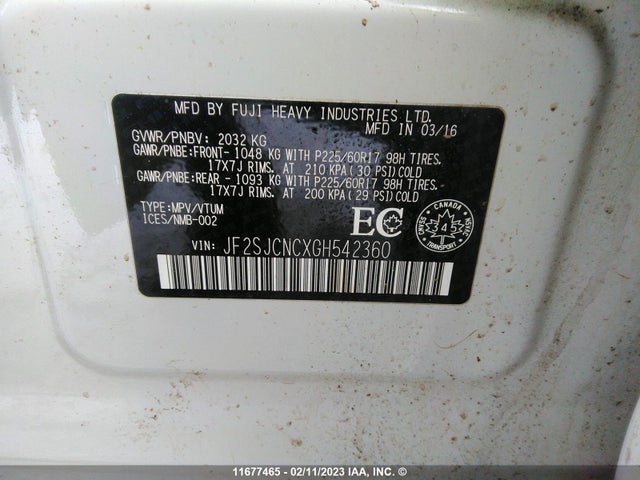 MFD BY FUJI HEAVY INDUSTRIES LTD.
MFD IN 03/16
GVWR/PNBV: 2032 KG
GAWR/PNBE:FRONT- 1048 KG WITH P225/60R17 98H TIRES.
17X7J RIMS. AT 210 KPA(30 PSI)COLD
GAWR/PNBE:REAR - 1093 KG WITH P225/60R17 98H TIRES.
17X7J RIMS. AT 200 KPA(29 PSI)COLD
TYPE:MPV/VTUM
ICES/NMB-002
EC
CANADA
345
TRANSPORT
VIN: JF2SJCNCXGH542360
11677465 - 02/11/2023 IAA, Inc. ©